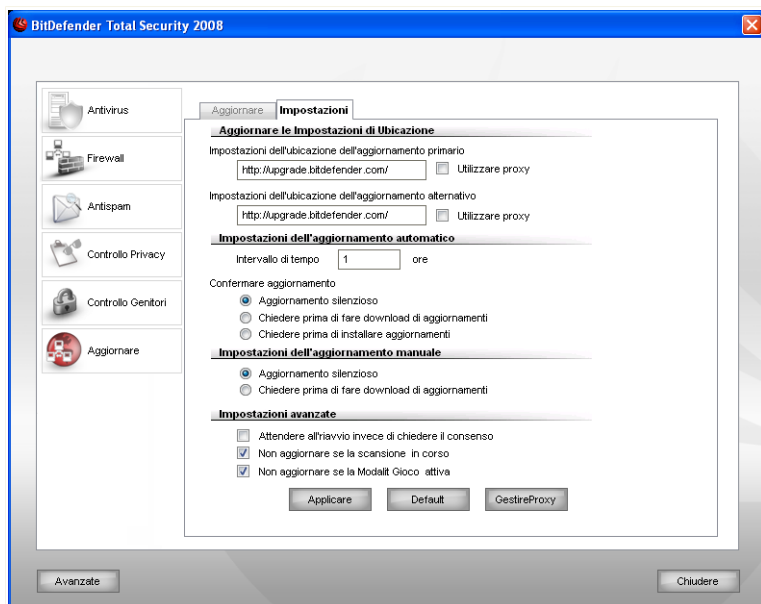 BitDefender Total Security 2008
Antivirus
Firewall
Antispam
Controllo Privacy
Controllo Genitori
Aggiornare
Aggiornare Impostazioni
Aggiornare le Impostazioni di Ubicazione
Impostazioni dell'ubicazione dell'aggiornamento primario
http://upgrade.bitdefender.com/ Utilizzare proxy
Impostazioni dell'ubicazione dell'aggiornamento alternativo
http://upgrade.bitdefender.com/ Utilizzare proxy
Impostazioni dell'aggiornamento automatico
Intervallo di tempo 1 ore
Confermare aggiornamento
Aggiornamento silenzioso
Chiedere prima di fare download di aggiornamenti
Chiedere prima di installare aggiornamenti
Impostazioni dell'aggiornamento manuale
Aggiornamento silenzioso
Chiedere prima di fare download di aggiornamenti
Impostazioni avanzate
Attendere all'riavvio invece di chiedere il consenso
Non aggiornare se la scansione in corso
Non aggiornare se la Modalit Gioco attiva
Applicare Default GestireProxy
Avanzate Chiudere